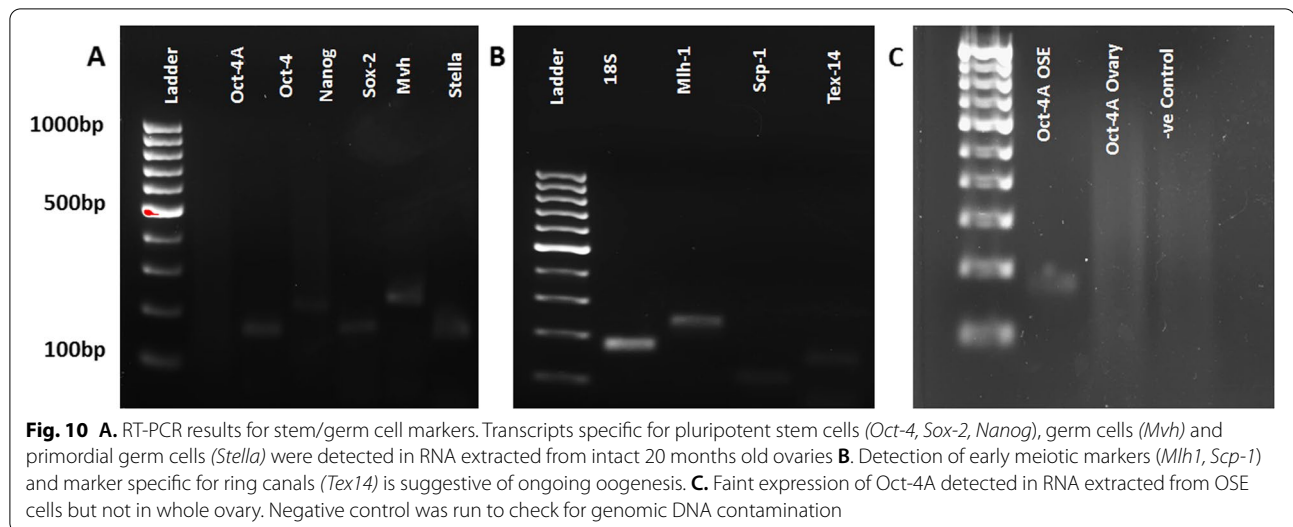 A
Ladder
Oct-4A
Oct-4
Nanog
Sox-2
Mvh
Stella
1000bp
500bp
100bp
B
Ladder
18S
Mlh-1
Scp-1
Tex-14
C
Oct-4A OSE
Oct-4A Ovary
-ve Control
Fig. 10 A. RT-PCR results for stem/germ cell markers. Transcripts specific for pluripotent stem cells (Oct-4, Sox-2, Nanog), germ cells (Mvh) and
primordial germ cells (Stella) were detected in RNA extracted from intact 20 months old ovaries B. Detection of early meiotic markers (Mlh1, Scp-1)
and marker specific for ring canals (Tex14) is suggestive of ongoing oogenesis. C. Faint expression of Oct-4A detected in RNA extracted from OSE
cells but not in whole ovary. Negative control was run to check for genomic DNA contamination